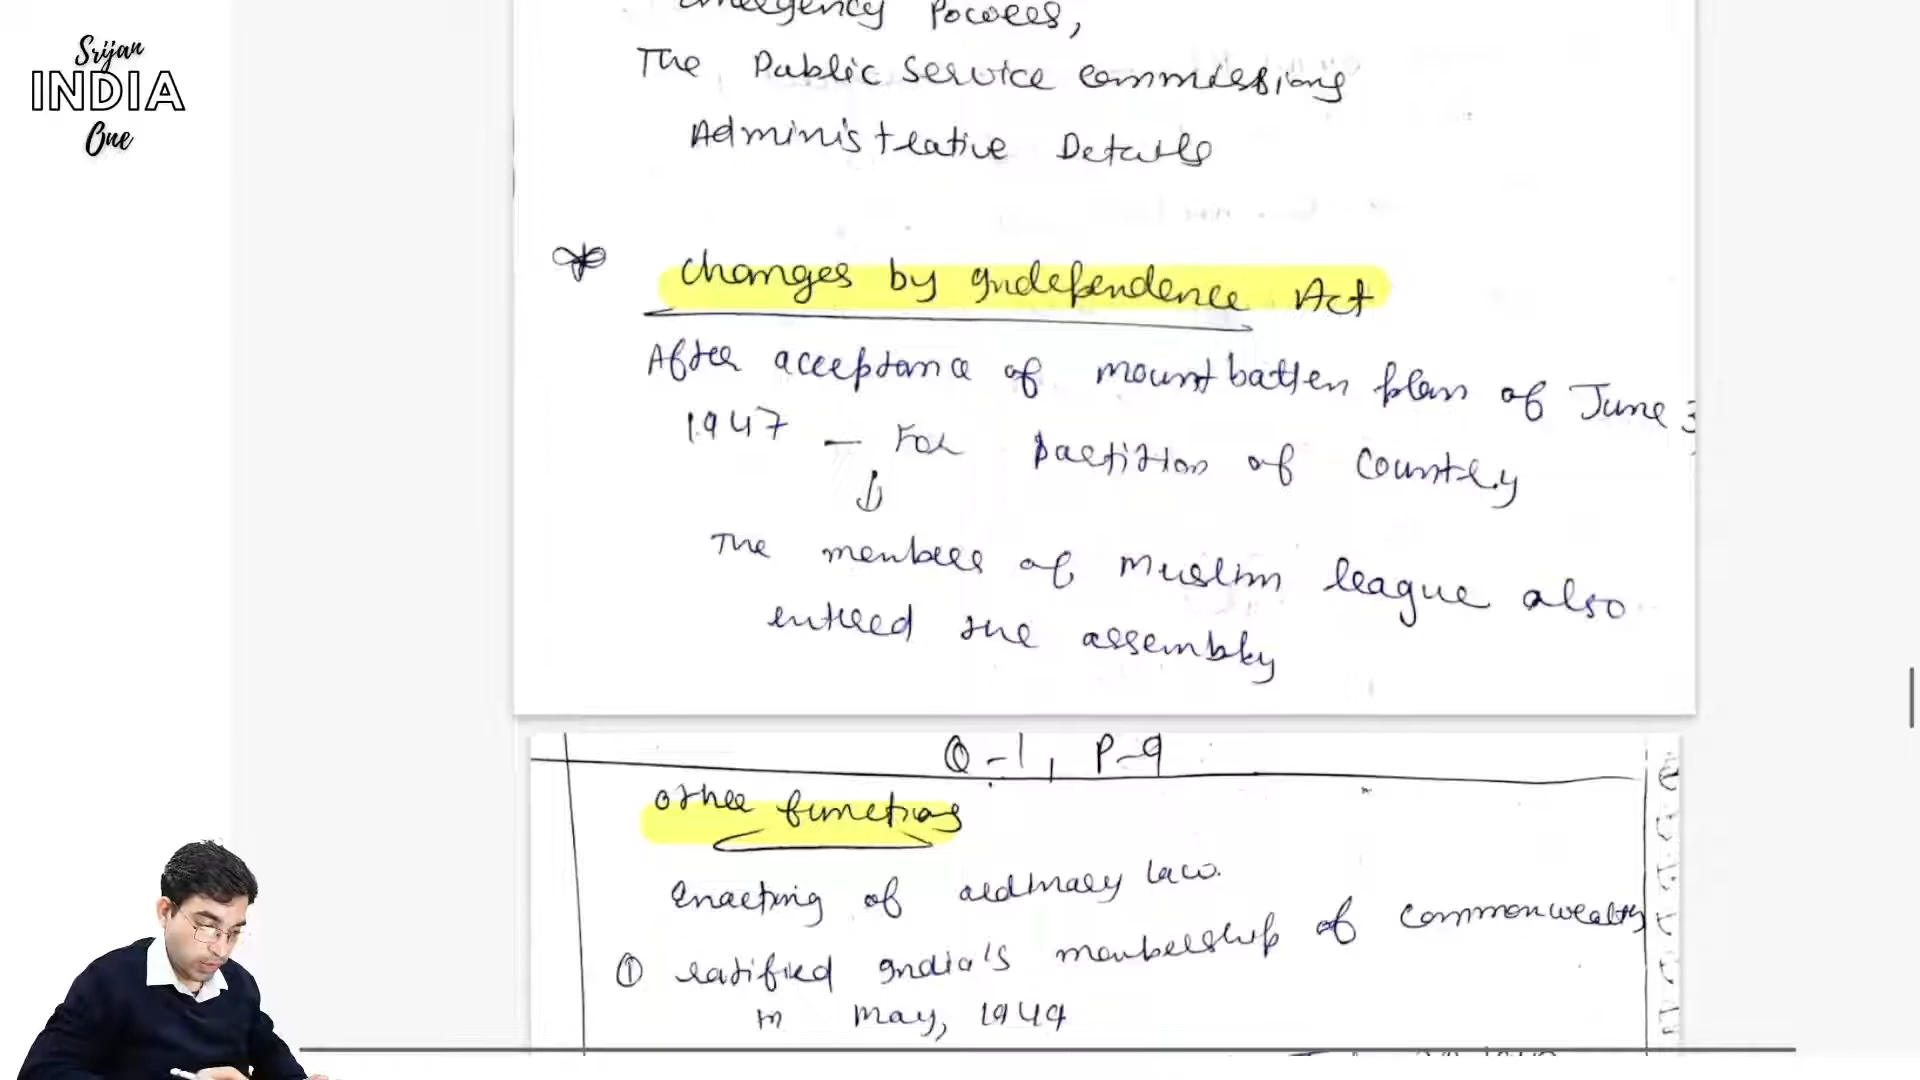 Srijan
INDIA
One
Emergency Powers,
The Public Service Commissions
Administrative Details
Changes by Independence Act
After acceptance of mountbatten plan of June 3
1947 — For partition of Country
The members of Muslim league also
entered the assembly
Q-1, P-9
other functions
Enacting of ordinary law.
① ratified India's membership of commonwealth
in May, 1949